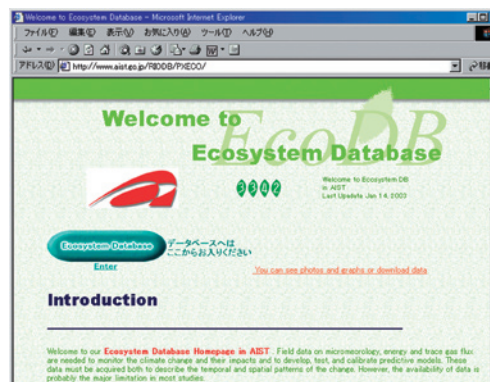 Welcome to Ecosystem Database - Microsoft Internet Explorer
ファイル(F) 編集(E) 表示(V) お気に入り(A) ツール(T) ヘルプ(H)
アドレス(D) http://www.aist.go.jp/RIODB/PXECO/
EcoDB
Welcome to
Ecosystem Database
3342
Welcome to Ecosystem DB
in AIST
Last Update Jan 14, 2003
Ecosystem-Database
データベースへは
ここからお入りください
Enter
You can see photos and graphs or download data
Introduction
Welcome to our Ecosystem Database Homepage in AIST. Field data on micromeorology, energy and trace gas flux
are needed to monitor the climate change and their impacts and to develop, test, and calibrate predictive models. These
data must be acquired both to describe the temporal and spatial patterns of the change. However, the availability of data is
probably the major limitation in most studies.